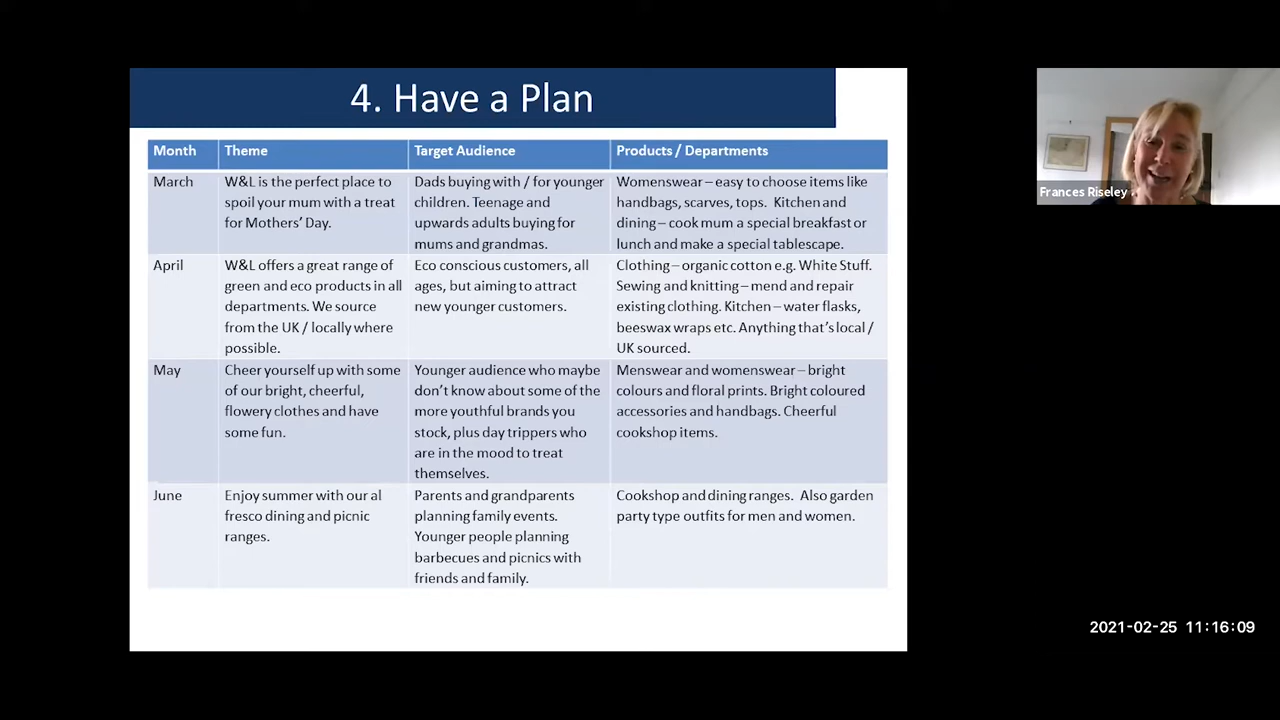 4. Have a Plan
Month Theme Target Audience Products / Departments
March
W&L is the perfect place to
spoil your mum with a treat
for Mothers’ Day.
Dads buying with / for younger
children. Teenage and
upwards adults buying for
mums and grandmas.
Womenswear – easy to choose items like
handbags, scarves, tops. Kitchen and
dining – cook mum a special breakfast or
lunch and make a special tablescape.
April
W&L offers a great range of
green and eco products in all
departments. We source
from the UK / locally where
possible.
Eco conscious customers, all
ages, but aiming to attract
new younger customers.
Clothing – organic cotton e.g. White Stuff.
Sewing and knitting – mend and repair
existing clothing. Kitchen – water flasks,
beeswax wraps etc. Anything that’s local /
UK sourced.
May
Cheer yourself up with some
of our bright, cheerful,
flowery clothes and have
some fun.
Younger audience who maybe
don’t know about some of the
more youthful brands you
stock, plus day trippers who
are in the mood to treat
themselves.
Menswear and womenswear – bright
colours and floral prints. Bright coloured
accessories and handbags. Cheerful
cookshop items.
June
Enjoy summer with our al
fresco dining and picnic
ranges.
Parents and grandparents
planning family events.
Younger people planning
barbecues and picnics with
friends and family.
Cookshop and dining ranges. Also garden
party type outfits for men and women.
Frances Riseley
2021-02-25 11:16:09